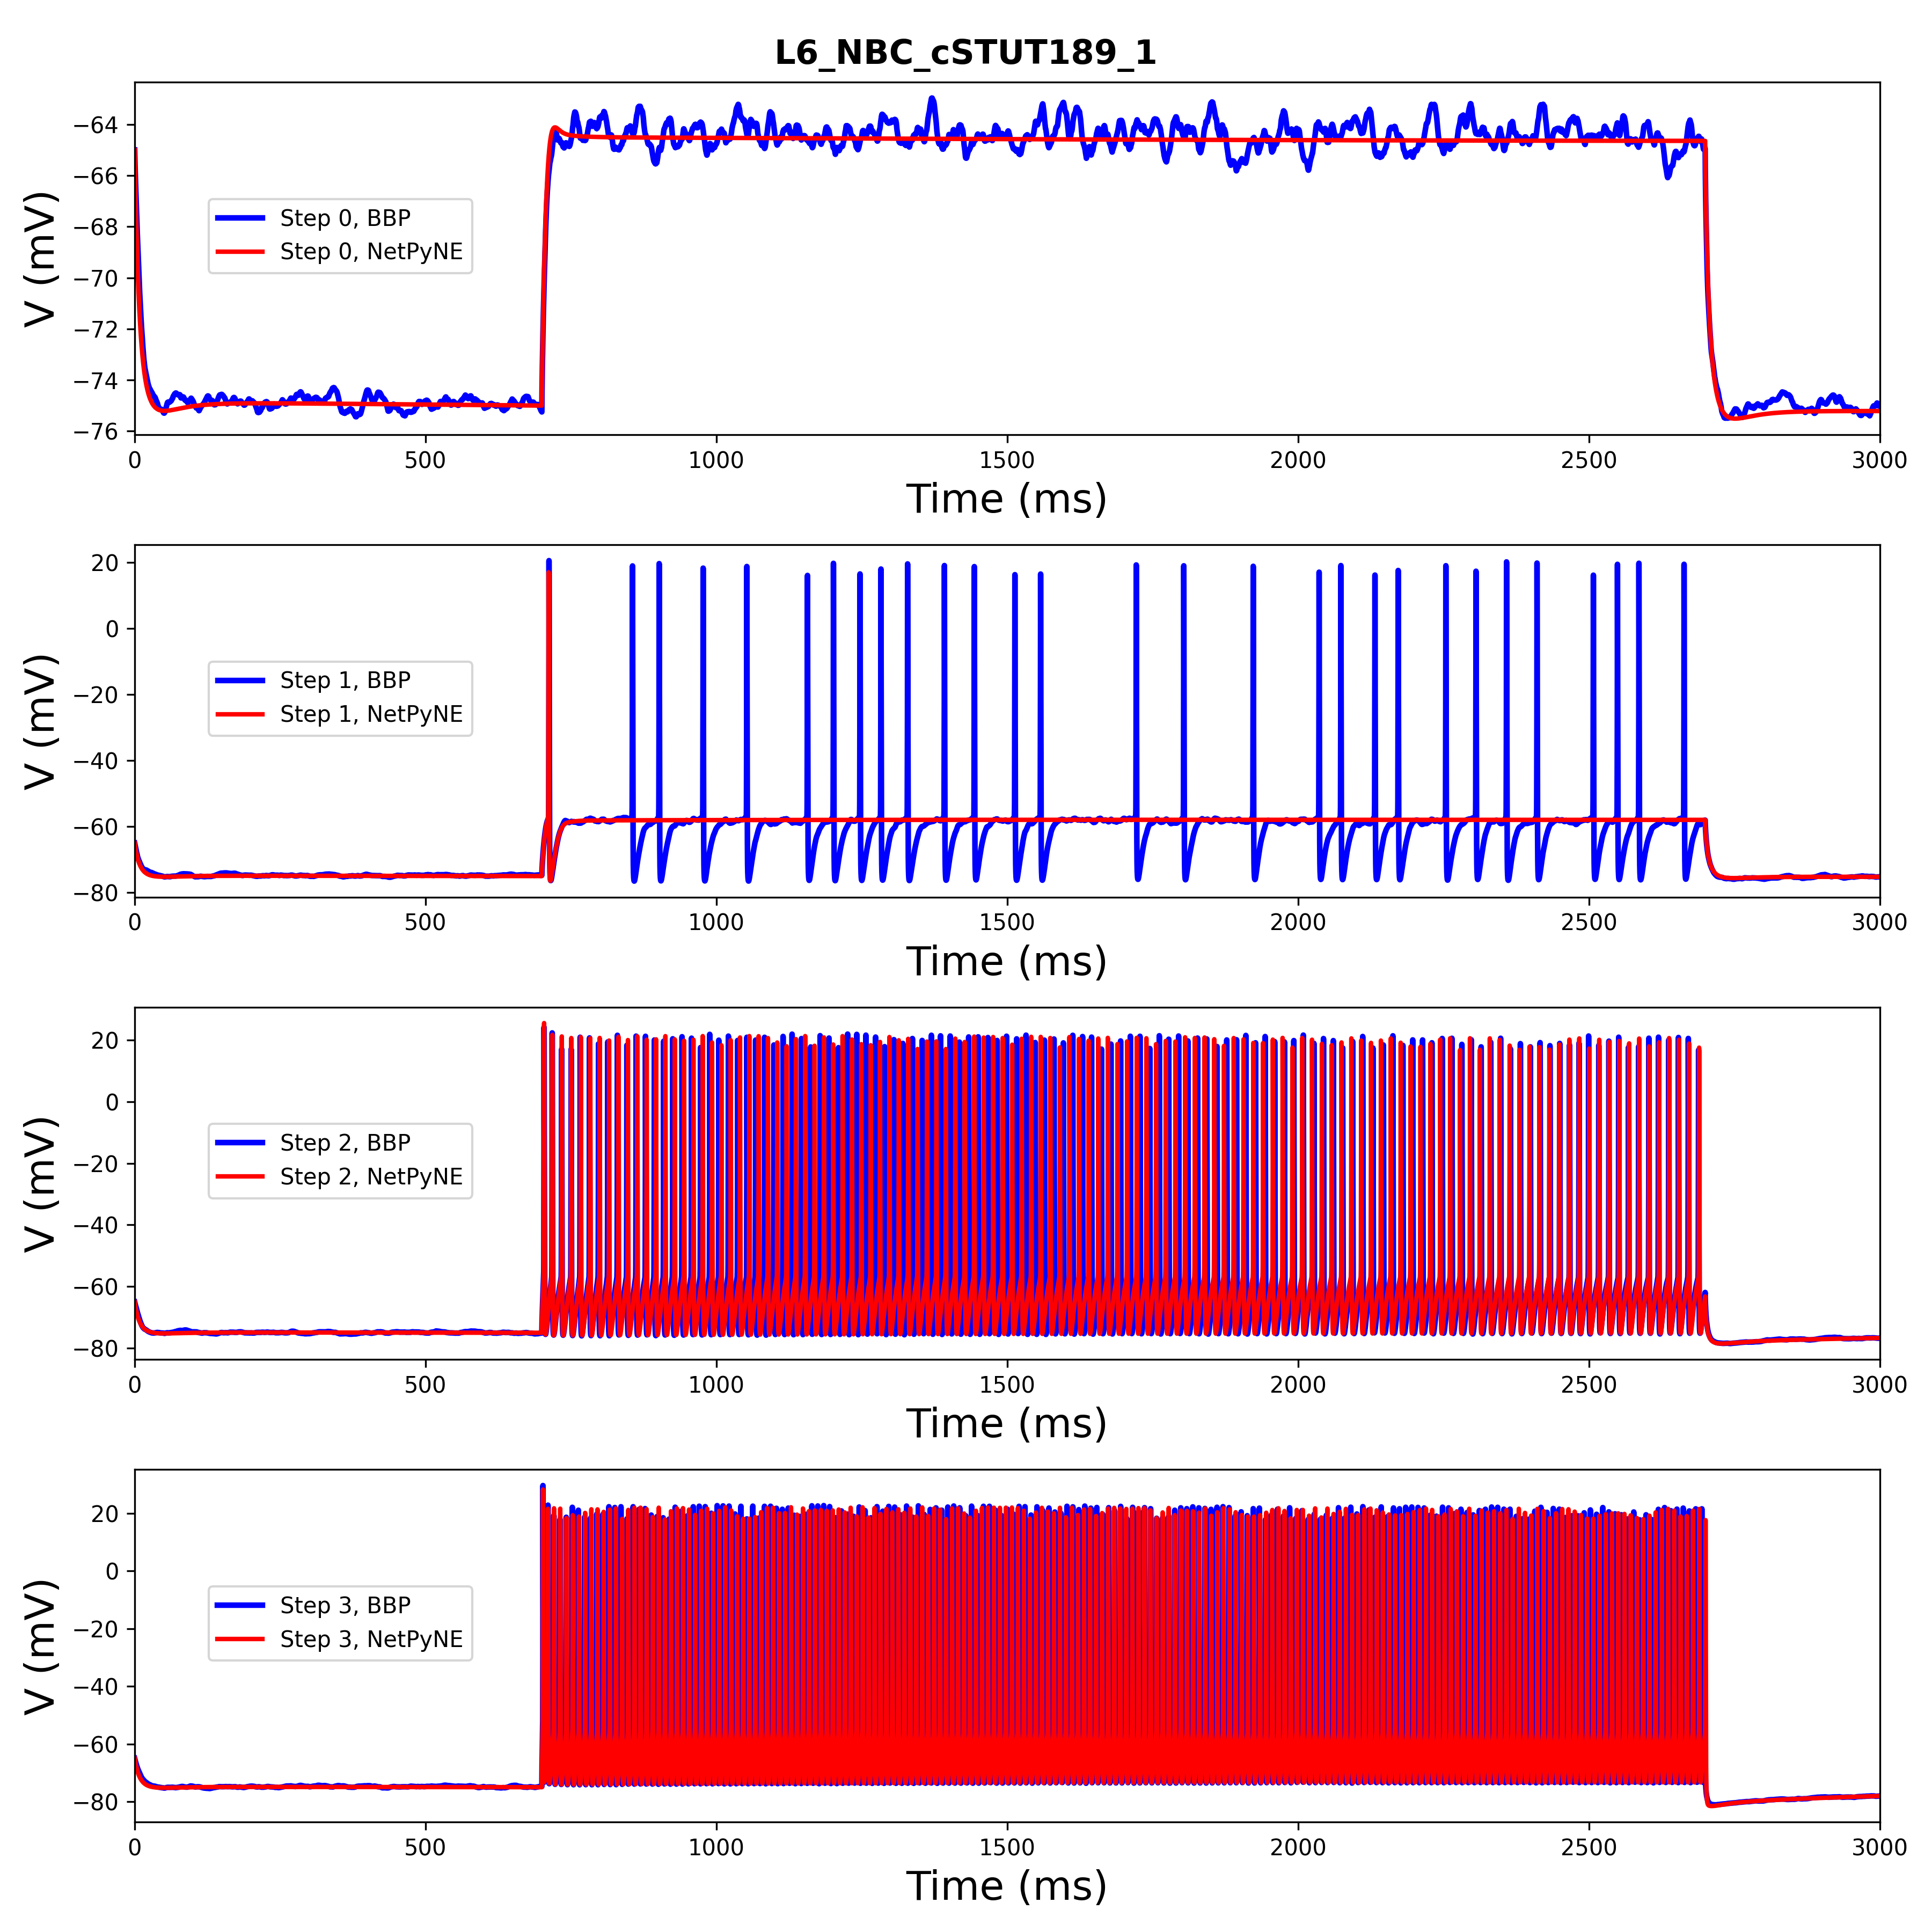 L6_NBC_cSTUT189_1
−64
−66
−68
−70
−72
−74
−76
V (mV)
Step 0, BBP
Step 0, NetPyNE
0 500 1000 1500 2000 2500 3000
Time (ms)
20
0
−20
−40
−60
−80
V (mV)
Step 1, BBP
Step 1, NetPyNE
0 500 1000 1500 2000 2500 3000
Time (ms)
20
0
−20
−40
−60
−80
V (mV)
Step 2, BBP
Step 2, NetPyNE
0 500 1000 1500 2000 2500 3000
Time (ms)
20
0
−20
−40
−60
−80
V (mV)
Step 3, BBP
Step 3, NetPyNE
0 500 1000 1500 2000 2500 3000
Time (ms)